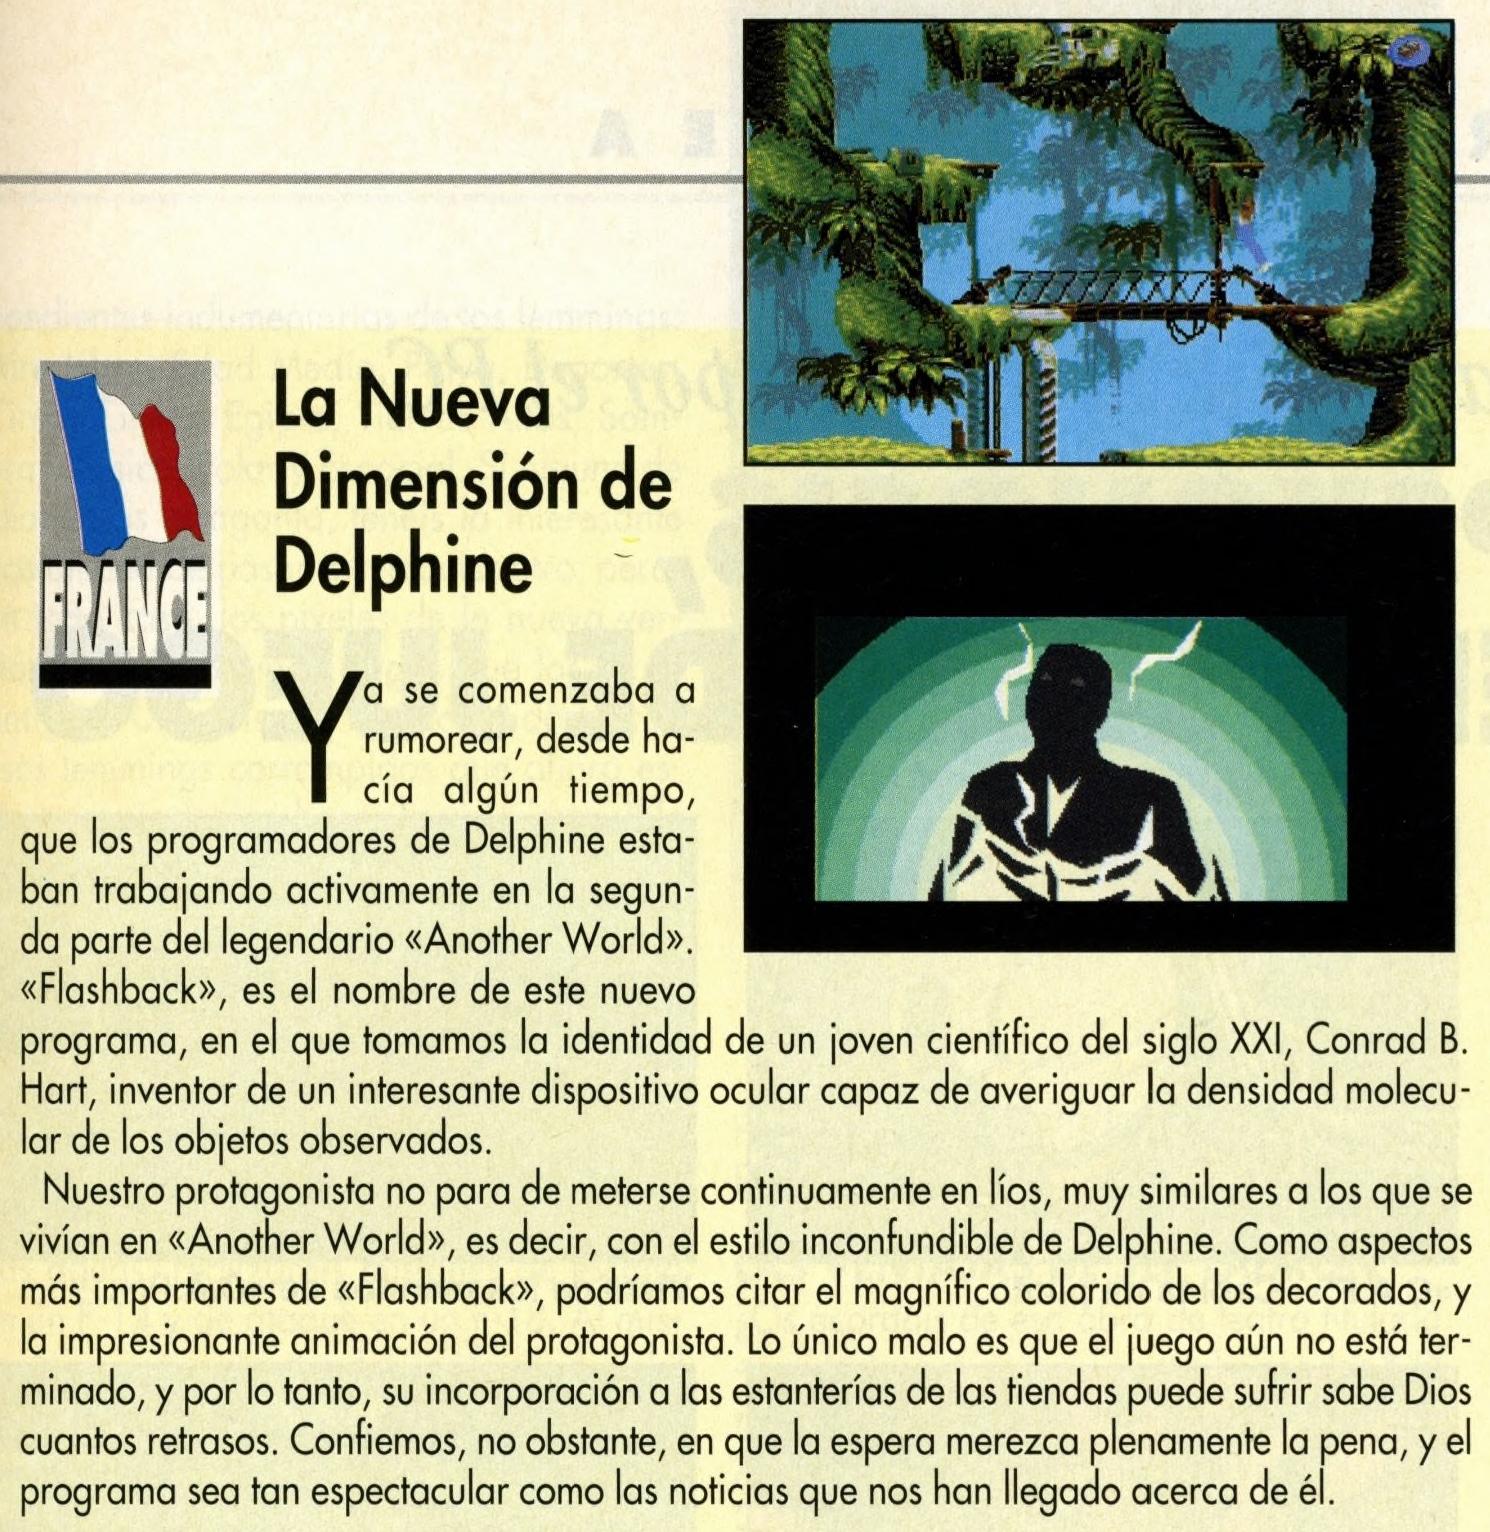 FRANCE
La Nueva
Dimensión de
Delphine
Ya se comenzaba a
rumorear, desde ha-
cía algún tiempo,
que los programadores de Delphine esta-
ban trabajando activamente en la segun-
da parte del legendario «Another World».
«Flashback», es el nombre de este nuevo
programa, en el que tomamos la identidad de un joven científico del siglo XXI, Conrad B.
Hart, inventor de un interesante dispositivo ocular capaz de averiguar la densidad molecu-
lar de los objetos observados.
Nuestro protagonista no para de meterse continuamente en líos, muy similares a los que se
vivían en «Another World», es decir, con el estilo inconfundible de Delphine. Como aspectos
más importantes de «Flashback», podríamos citar el magnífico colorido de los decorados, y
la impresionante animación del protagonista. Lo único malo es que el juego aún no está ter-
minado, y por lo tanto, su incorporación a las estanterías de las tiendas puede sufrir sabe Dios
cuantos retrasos. Confiemos, no obstante, en que la espera merezca plenamente la pena, y el
programa sea tan espectacular como las noticias que nos han llegado acerca de él.